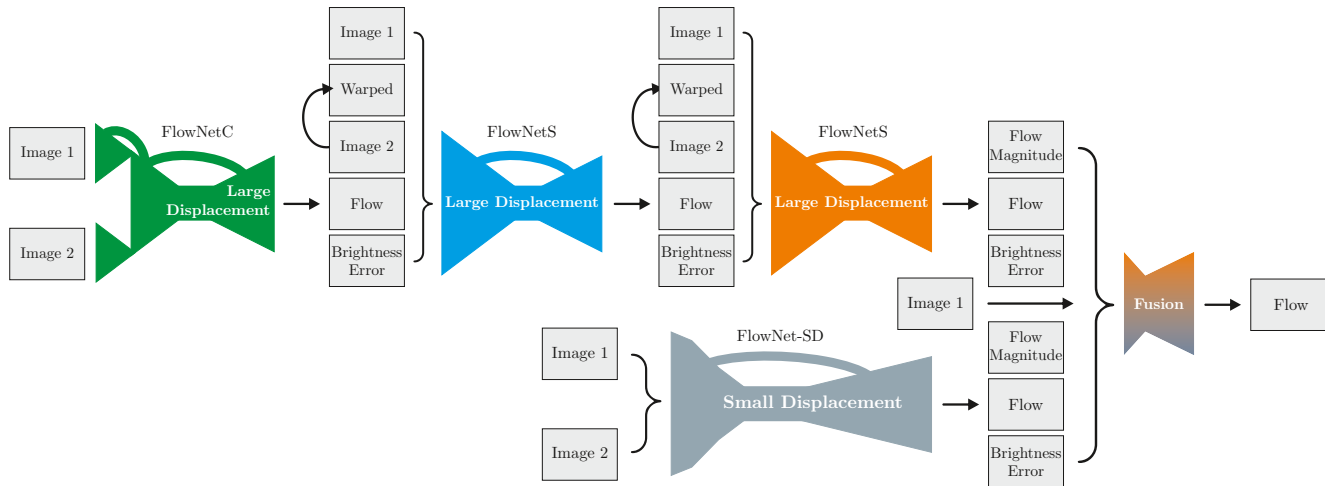 Image 1
Image 2
FlowNetC
Large
Displacement
Image 1
Warped
Image 2
Flow
Brightness
Error
FlowNetS
Large Displacement
Image 1
Warped
Image 2
Flow
Brightness
Error
FlowNetS
Large Displacement
Flow
Magnitude
Flow
Brightness
Error
Image 1
Image 1
Image 2
FlowNet-SD
Small Displacement
Flow
Magnitude
Flow
Brightness
Error
Fusion
Flow